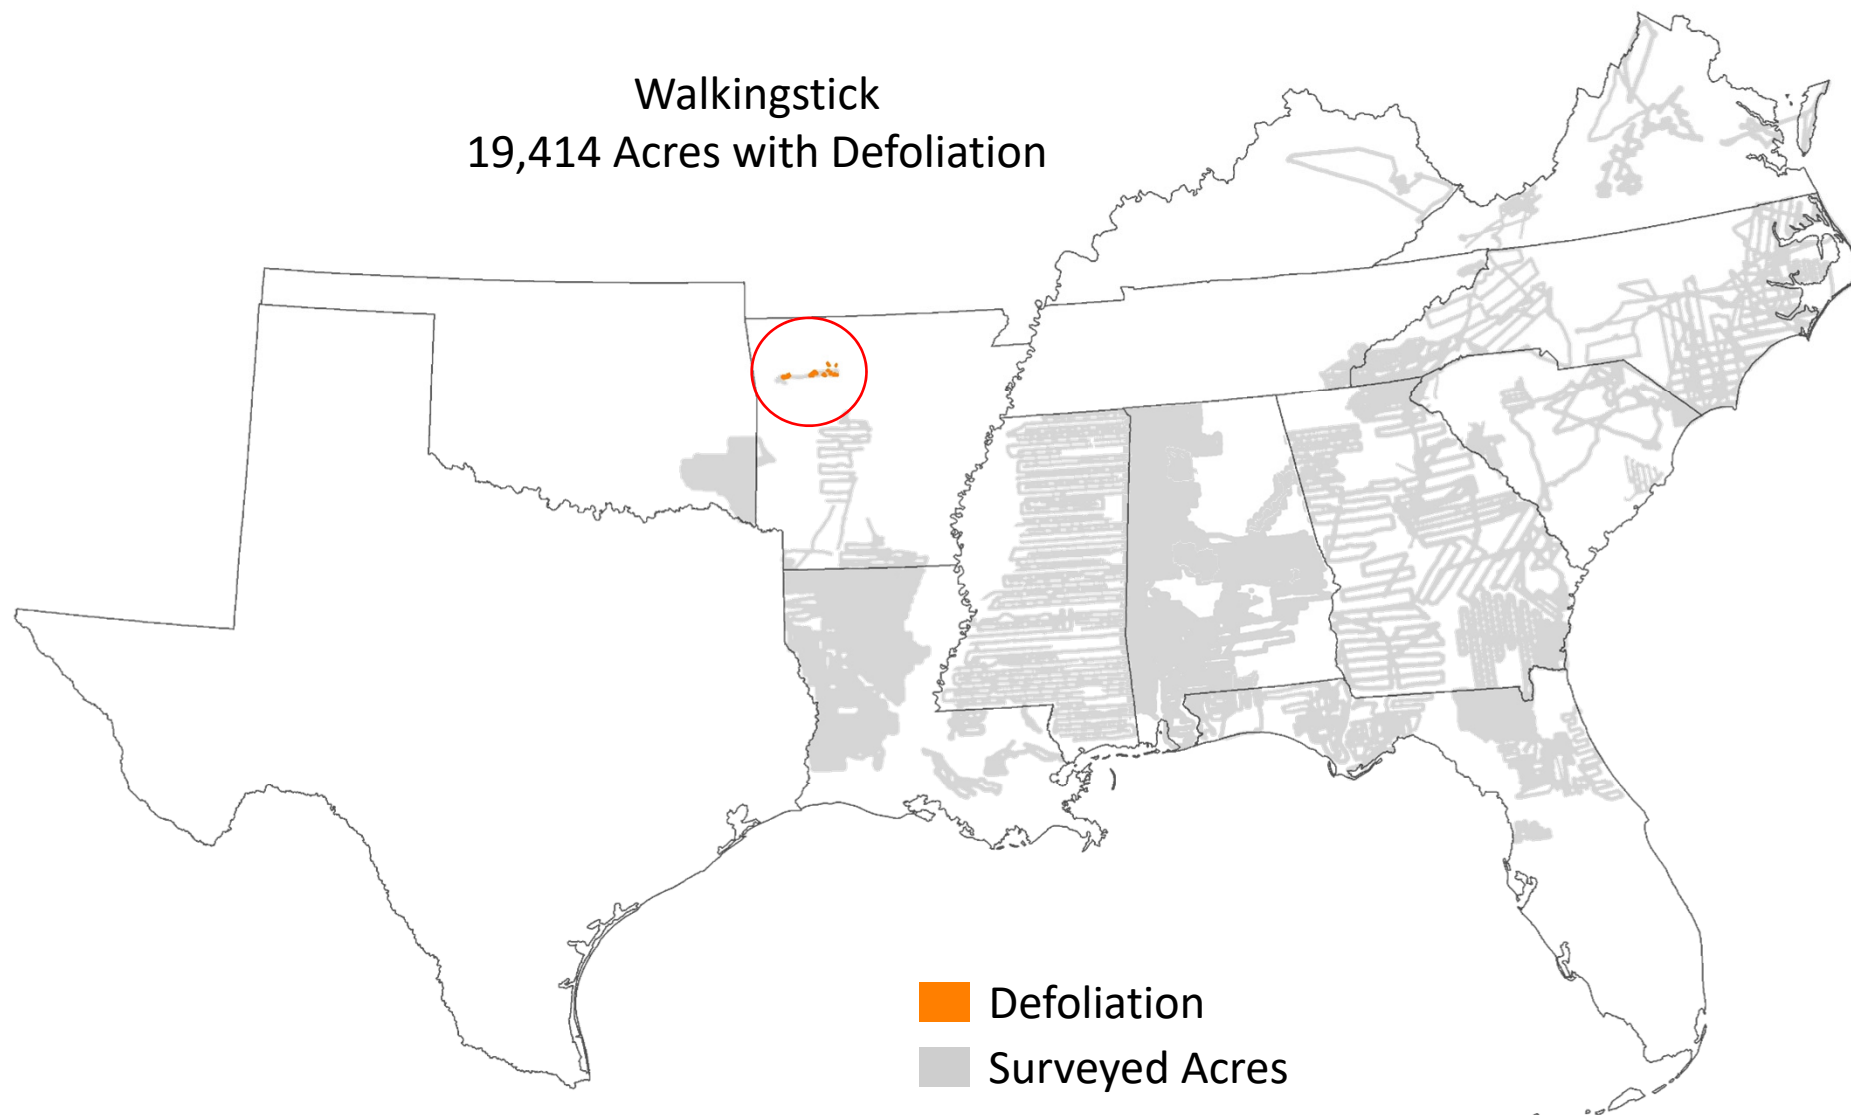 Walkingstick
19,414 Acres with Defoliation
Defoliation
Surveyed Acres